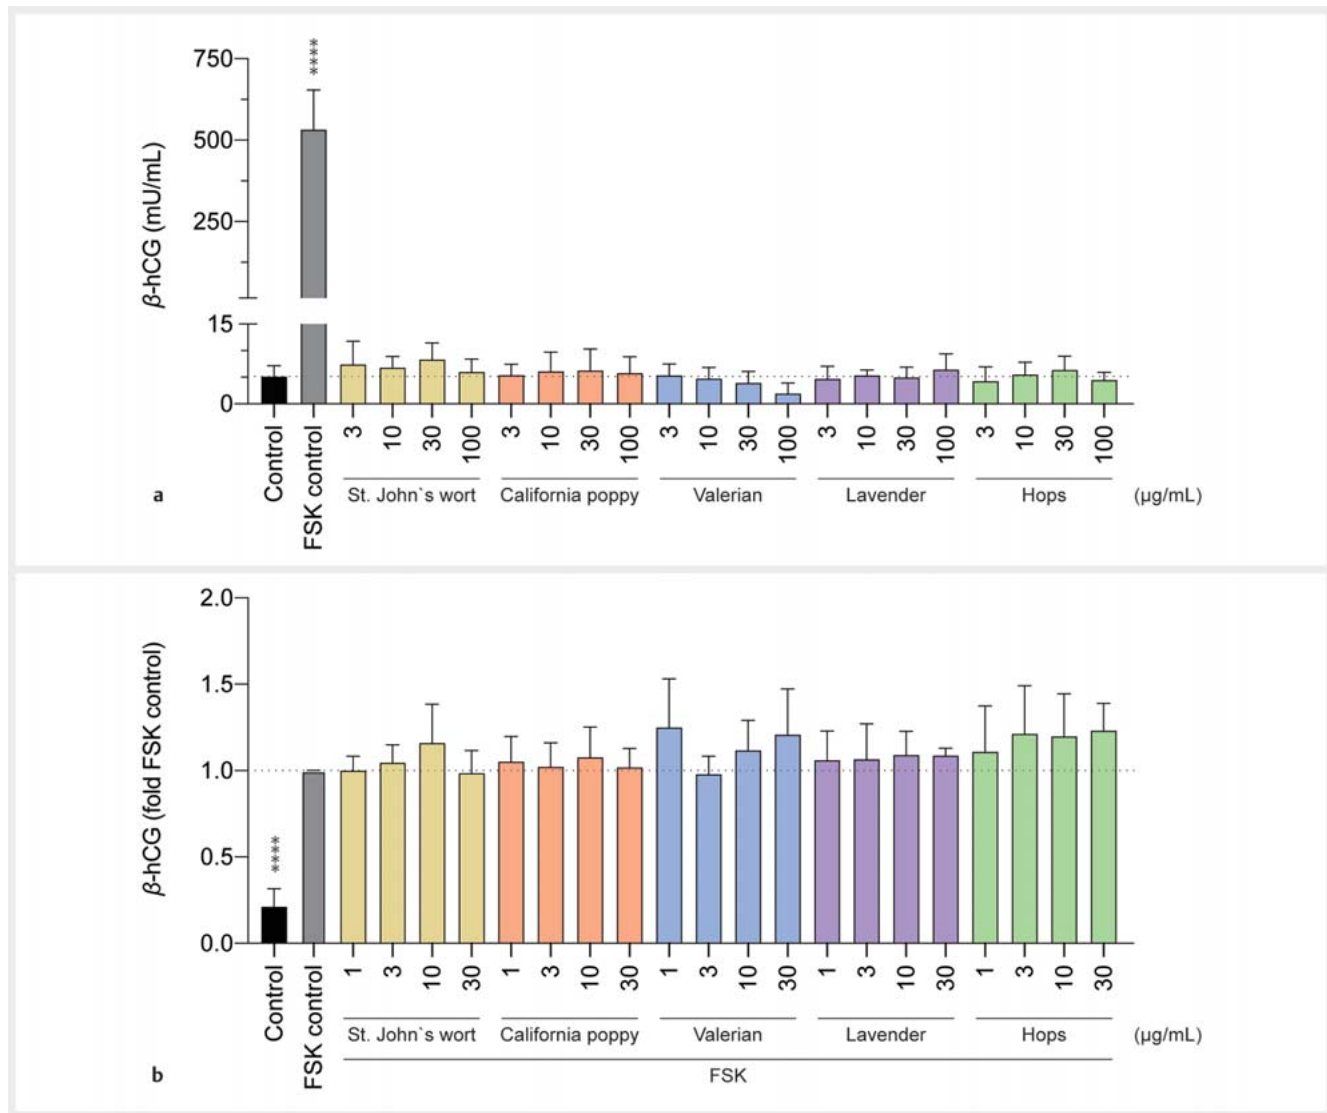 ****
750
500
250
15
0
β-hCG (mU/mL)
Control
FSK control
3 10 30 100 3 10 30 100 3 10 30 100 3 10 30 100 3 10 30 100
St. John`s wort California poppy Valerian Lavender Hops (µg/mL)
a
2.0
1.5
1.0
0.5
0.0
β-hCG (fold FSK control)
****
Control
FSK control
1 3 10 30 1 3 10 30 1 3 10 30 1 3 10 30 1 3 10 30
St. John`s wort California poppy Valerian Lavender Hops (µg/mL)
FSK
b